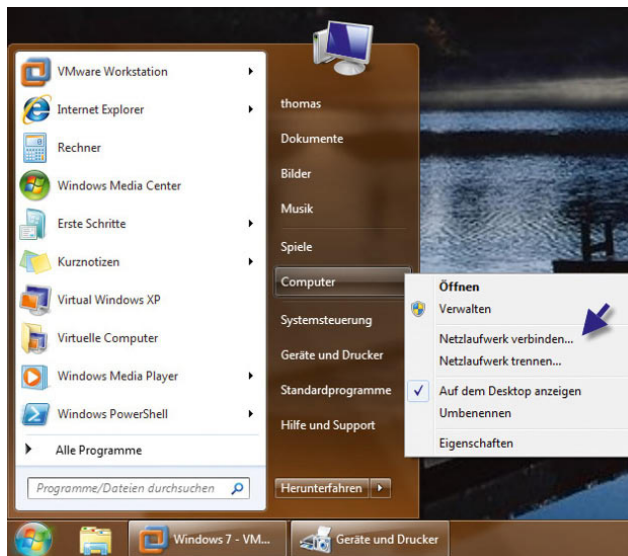 VMware Workstation
Internet Explorer
Rechner
Windows Media Center
Erste Schritte
Kurznotizen
Virtual Windows XP
Virtuelle Computer
Windows Media Player
Windows PowerShell
Alle Programme
Programme/Dateien durchsuchen
thomas
Dokumente
Bilder
Musik
Spiele
Computer
Systemsteuerung
Geräte und Drucker
Standardprogramme
Hilfe und Support
Herunterfahren
Öffnen
Verwalten
Netzlaufwerk verbinden...
Netzlaufwerk trennen...
Auf dem Desktop anzeigen
Umbenennen
Eigenschaften
Windows 7 - VM...
Geräte und Drucker